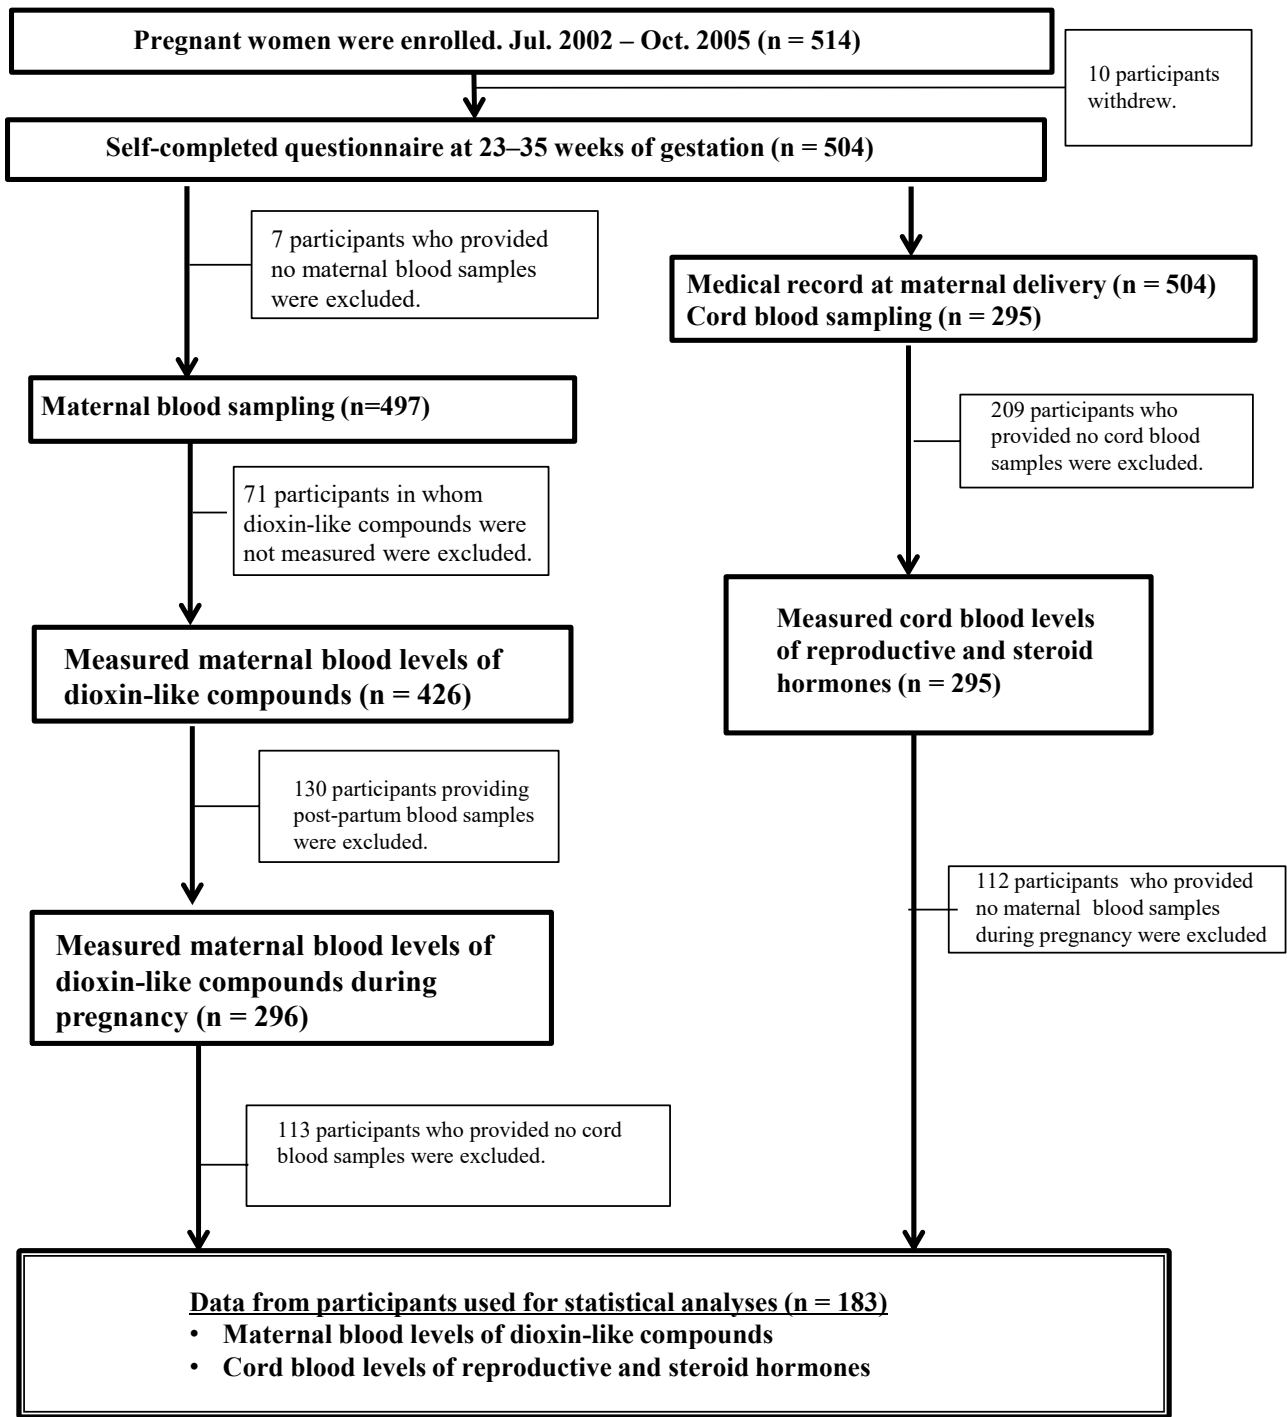 Pregnant women were enrolled. Jul. 2002 – Oct. 2005 (n = 514)
10 participants
withdrew.
Self-completed questionnaire at 23–35 weeks of gestation (n = 504)
7 participants who provided
no maternal blood samples
were excluded.
Medical record at maternal delivery (n = 504)
Cord blood sampling (n = 295)
Maternal blood sampling (n=497)
209 participants who
provided no cord blood
samples were excluded.
71 participants in whom
dioxin-like compounds were
not measured were excluded.
Measured cord blood levels
of reproductive and steroid
hormones (n = 295)
Measured maternal blood levels of
dioxin-like compounds (n = 426)
130 participants providing
post-partum blood samples
were excluded.
112 participants  who provided
no maternal  blood samples
during pregnancy were excluded
Measured maternal blood levels of
dioxin-like compounds during
pregnancy (n = 296)
113 participants who provided no cord
blood samples were excluded.
Data from participants used for statistical analyses (n = 183)
• Maternal blood levels of dioxin-like compounds
• Cord blood levels of reproductive and steroid hormones